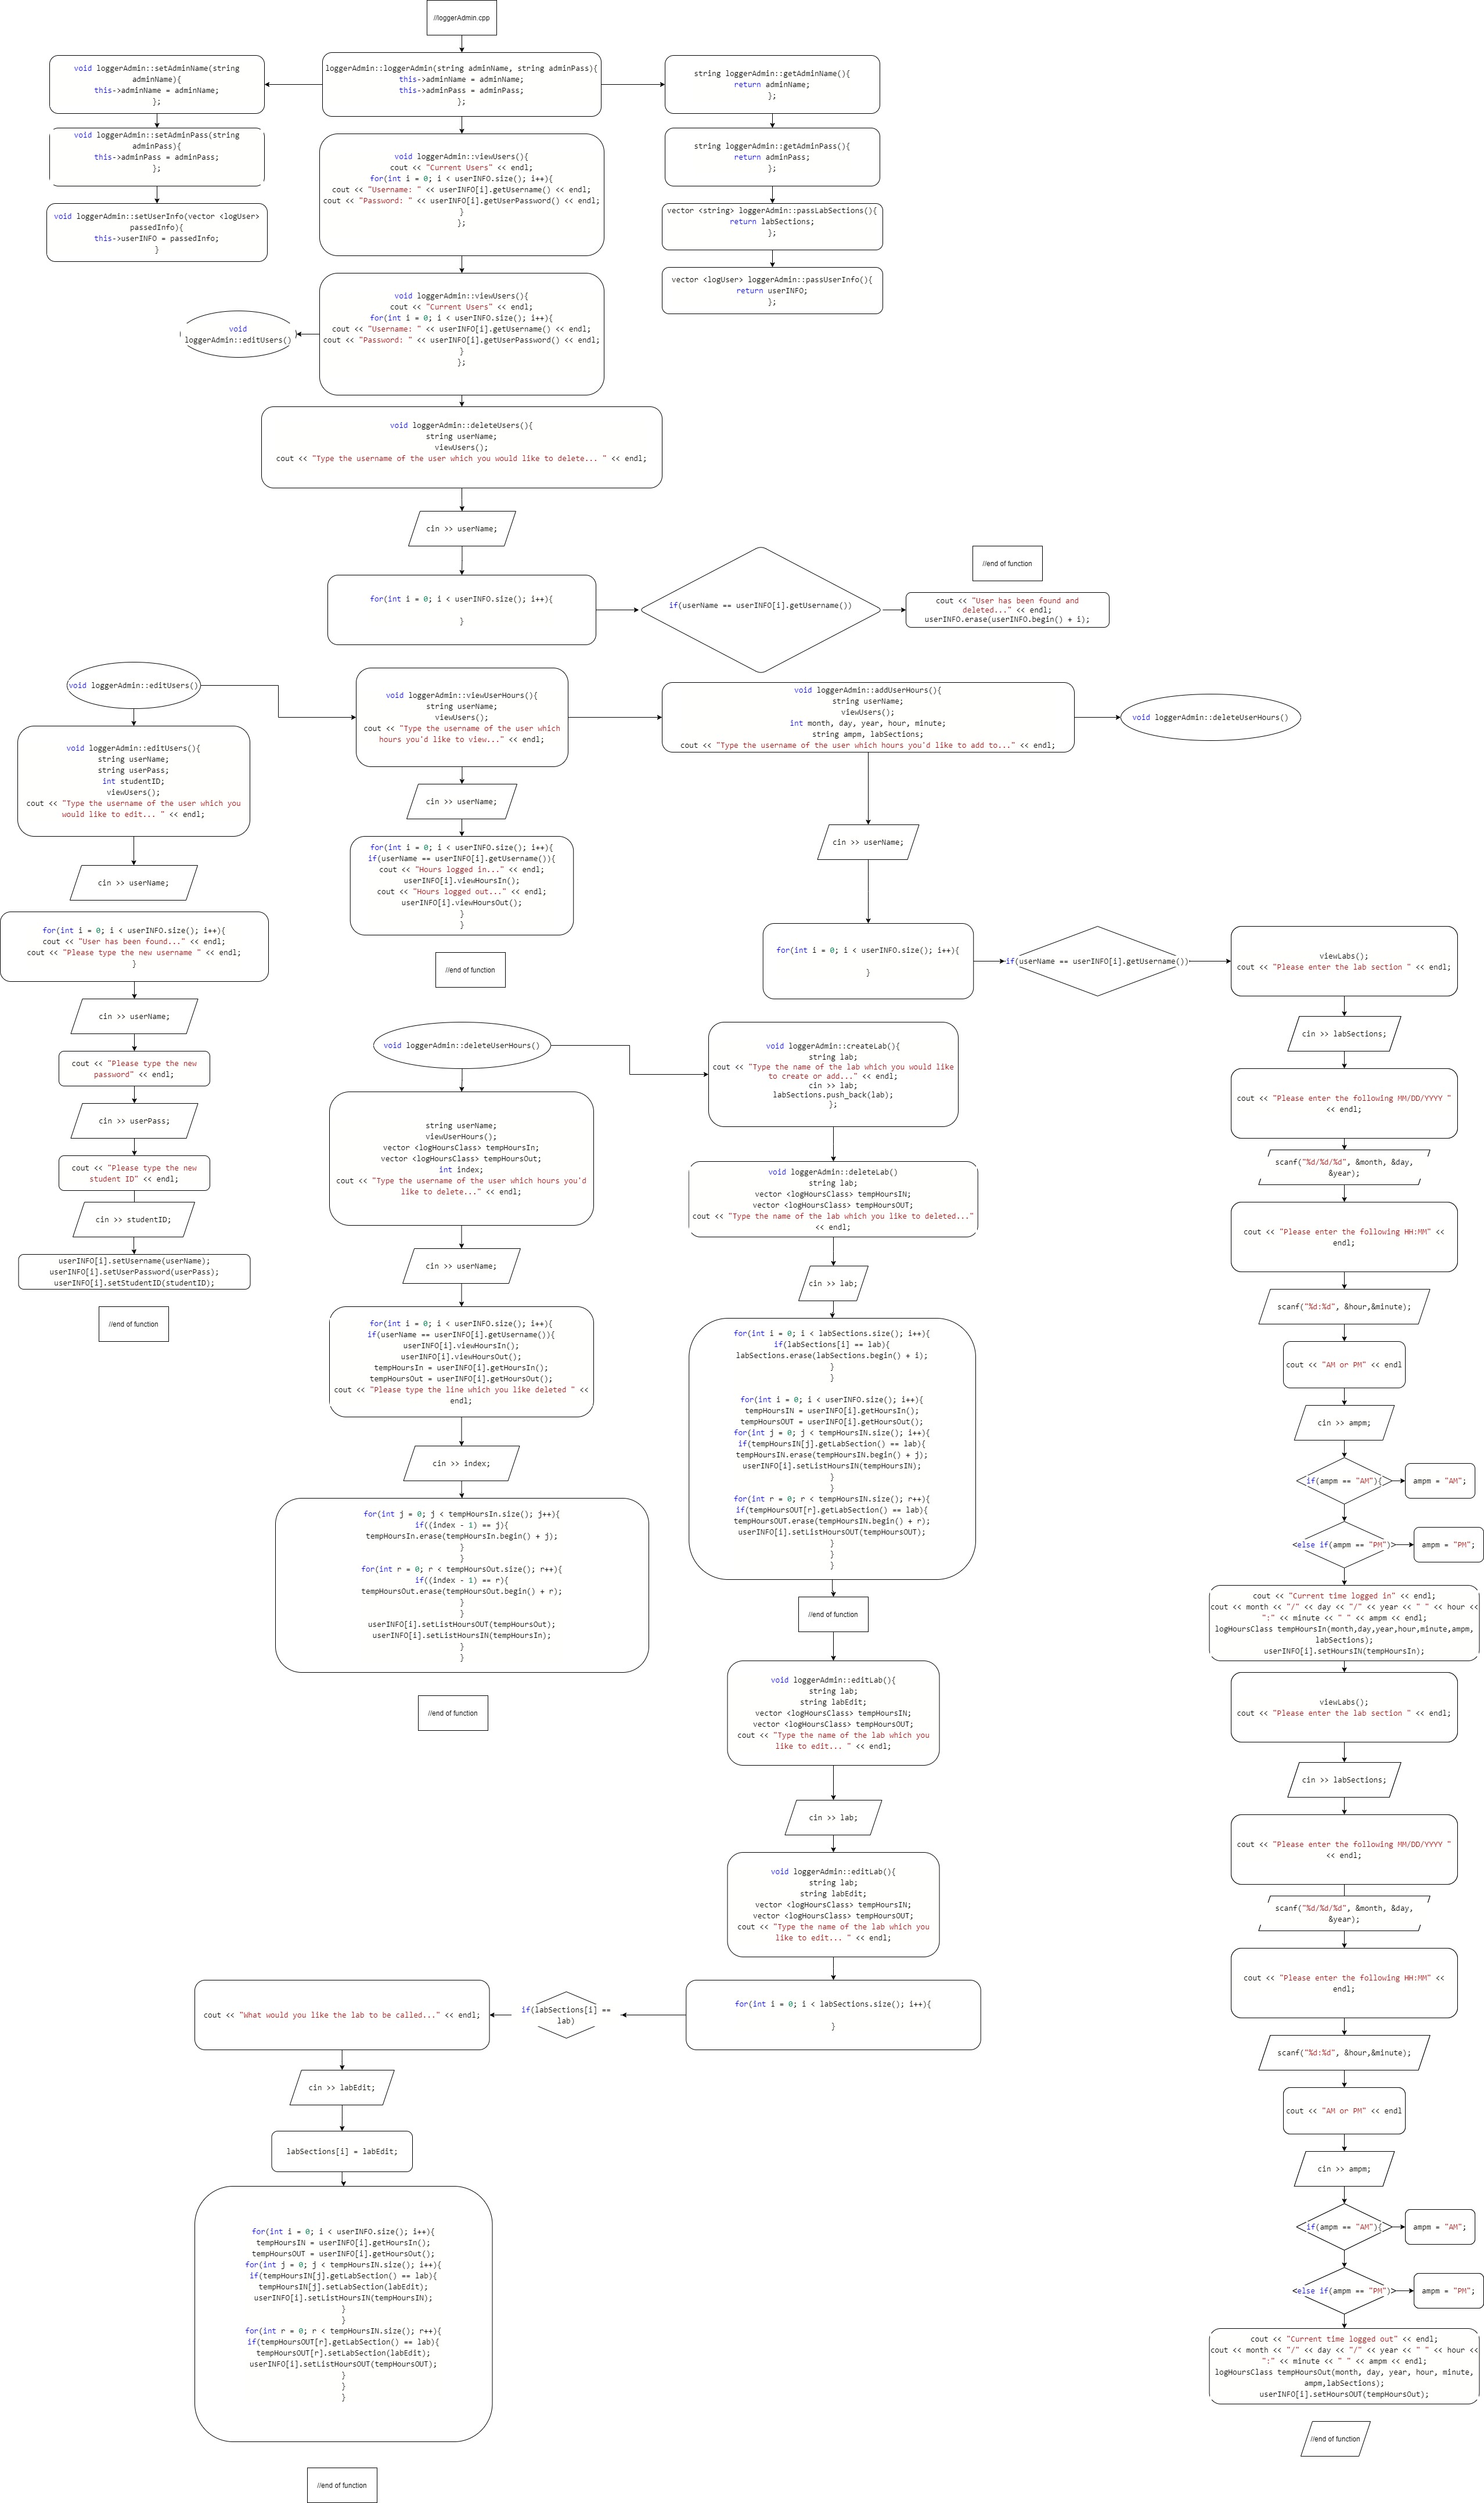 //loggerAdmin.cpp
void loggerAdmin::setAdminName(string
adminName){
this->adminName = adminName;
};
loggerAdmin::loggerAdmin(string adminName, string adminPass){
this->adminName = adminName;
this->adminPass = adminPass;
};
string loggerAdmin::getAdminName(){
return adminName;
};
void loggerAdmin::setAdminPass(string
adminPass){
this->adminPass = adminPass;
};
void loggerAdmin::viewUsers(){
cout << "Current Users" << endl;
for(int i = 0; i < userINFO.size(); i++){
cout << "Username: " << userINFO[i].getUsername() << endl;
cout << "Password: " << userINFO[i].getUserPassword() << endl;
}
};
string loggerAdmin::getAdminPass(){
return adminPass;
};
void loggerAdmin::setUserInfo(vector <logUser>
passedInfo){
this->userINFO = passedInfo;
}
vector <string> loggerAdmin::passLabSections(){
return labSections;
};
vector <logUser> loggerAdmin::passUserInfo(){
return userINFO;
};
void
loggerAdmin::editUsers()
void loggerAdmin::viewUsers(){
cout << "Current Users" << endl;
for(int i = 0; i < userINFO.size(); i++){
cout << "Username: " << userINFO[i].getUsername() << endl;
cout << "Password: " << userINFO[i].getUserPassword() << endl;
}
};
void loggerAdmin::deleteUsers(){
string userName;
viewUsers();
cout << "Type the username of the user which you would like to delete... " << endl;
cin >> userName;
for(int i = 0; i < userINFO.size(); i++){
}
if(userName == userINFO[i].getUsername())
//end of function
cout << "User has been found and
deleted..." << endl;
userINFO.erase(userINFO.begin() + i);
void loggerAdmin::editUsers()
void loggerAdmin::editUsers(){
string userName;
string userPass;
int studentID;
viewUsers();
cout << "Type the username of the user which you
would like to edit... " << endl;
cin >> userName;
for(int i = 0; i < userINFO.size(); i++){
cout << "User has been found..." << endl;
cout << "Please type the new username " << endl;
}
cin >> userName;
cout << "Please type the new
password" << endl;
cin >> userPass;
cout << "Please type the new
student ID" << endl;
cin >> studentID;
userINFO[i].setUsername(userName);
userINFO[i].setUserPassword(userPass);
userINFO[i].setStudentID(studentID);
//end of function
void loggerAdmin::viewUserHours(){
string userName;
viewUsers();
cout << "Type the username of the user which
hours you'd like to view..." << endl;
cin >> userName;
for(int i = 0; i < userINFO.size(); i++){
if(userName == userINFO[i].getUsername()){
cout << "Hours logged in..." << endl;
userINFO[i].viewHoursIn();
cout << "Hours logged out..." << endl;
userINFO[i].viewHoursOut();
}
}
//end of function
void loggerAdmin::addUserHours(){
string userName;
viewUsers();
int month, day, year, hour, minute;
string ampm, labSections;
cout << "Type the username of the user which hours you'd like to add to..." << endl;
void loggerAdmin::deleteUserHours()
cin >> userName;
for(int i = 0; i < userINFO.size(); i++){
}
if(userName == userINFO[i].getUsername())
viewLabs();
cout << "Please enter the lab section " << endl;
cin >> labSections;
cout << "Please enter the following MM/DD/YYYY "
<< endl;
scanf("%d/%d/%d", &month, &day,
&year);
cout << "Please enter the following HH:MM" <<
endl;
scanf("%d:%d", &hour,&minute);
cout << "AM or PM" << endl
cin >> ampm;
if(ampm == "AM"){
ampm = "AM";
else if(ampm == "PM")
ampm = "PM";
cout << "Current time logged in" << endl;
cout << month << "/" << day << "/" << year << " " << hour <<
":" << minute << " " << ampm << endl;
logHoursClass tempHoursIn(month,day,year,hour,minute,ampm,
labSections);
userINFO[i].setHoursIN(tempHoursIn);
viewLabs();
cout << "Please enter the lab section " << endl;
cin >> labSections;
cout << "Please enter the following MM/DD/YYYY "
<< endl;
scanf("%d/%d/%d", &month, &day,
&year);
cout << "Please enter the following HH:MM" <<
endl;
scanf("%d:%d", &hour,&minute);
cout << "AM or PM" << endl
cin >> ampm;
if(ampm == "AM"){
ampm = "AM";
else if(ampm == "PM")
ampm = "PM";
cout << "Current time logged out" << endl;
cout << month << "/" << day << "/" << year << " " << hour <<
":" << minute << " " << ampm << endl;
logHoursClass tempHoursOut(month, day, year, hour, minute,
ampm,labSections);
userINFO[i].setHoursOUT(tempHoursOut);
//end of function
void loggerAdmin::deleteUserHours()
string userName;
viewUserHours();
vector <logHoursClass> tempHoursIn;
vector <logHoursClass> tempHoursOut;
int index;
cout << "Type the username of the user which hours you'd
like to delete..." << endl;
cin >> userName;
for(int i = 0; i < userINFO.size(); i++){
if(userName == userINFO[i].getUsername()){
userINFO[i].viewHoursIn();
userINFO[i].viewHoursOut();
tempHoursIn = userINFO[i].getHoursIn();
tempHoursOut = userINFO[i].getHoursOut();
cout << "Please type the line which you like deleted " <<
endl;
cin >> index;
for(int j = 0; j < tempHoursIn.size(); j++){
if((index - 1) == j){
tempHoursIn.erase(tempHoursIn.begin() + j);
}
}
for(int r = 0; r < tempHoursOut.size(); r++){
if((index - 1) == r){
tempHoursOut.erase(tempHoursOut.begin() + r);
}
}
userINFO[i].setListHoursOUT(tempHoursOut);
userINFO[i].setListHoursIN(tempHoursIn);
}
}
//end of function
void loggerAdmin::createLab(){
string lab;
cout << "Type the name of the lab which you would like
to create or add..." << endl;
cin >> lab;
labSections.push_back(lab);
};
void loggerAdmin::deleteLab()
string lab;
vector <logHoursClass> tempHoursIN;
vector <logHoursClass> tempHoursOUT;
cout << "Type the name of the lab which you like to deleted..."
<< endl;
cin >> lab;
for(int i = 0; i < labSections.size(); i++){
if(labSections[i] == lab){
labSections.erase(labSections.begin() + i);
}
}
for(int i = 0; i < userINFO.size(); i++){
tempHoursIN = userINFO[i].getHoursIn();
tempHoursOUT = userINFO[i].getHoursOut();
for(int j = 0; j < tempHoursIN.size(); i++){
if(tempHoursIN[j].getLabSection() == lab){
tempHoursIN.erase(tempHoursIN.begin() + j);
userINFO[i].setListHoursIN(tempHoursIN);
}
}
for(int r = 0; r < tempHoursIN.size(); r++){
if(tempHoursOUT[r].getLabSection() == lab){
tempHoursOUT.erase(tempHoursIN.begin() + r);
userINFO[i].setListHoursOUT(tempHoursOUT);
}
}
}
//end of function
void loggerAdmin::editLab(){
string lab;
string labEdit;
vector <logHoursClass> tempHoursIN;
vector <logHoursClass> tempHoursOUT;
cout << "Type the name of the lab which you
like to edit... " << endl;
cin >> lab;
void loggerAdmin::editLab(){
string lab;
string labEdit;
vector <logHoursClass> tempHoursIN;
vector <logHoursClass> tempHoursOUT;
cout << "Type the name of the lab which you
like to edit... " << endl;
for(int i = 0; i < labSections.size(); i++){
}
if(labSections[i] ==
lab)
cout << "What would you like the lab to be called..." << endl;
cin >> labEdit;
labSections[i] = labEdit;
for(int i = 0; i < userINFO.size(); i++){
tempHoursIN = userINFO[i].getHoursIn();
tempHoursOUT = userINFO[i].getHoursOut();
for(int j = 0; j < tempHoursIN.size(); i++){
if(tempHoursIN[j].getLabSection() == lab){
tempHoursIN[j].setLabSection(labEdit);
userINFO[i].setListHoursIN(tempHoursIN);
}
}
for(int r = 0; r < tempHoursIN.size(); r++){
if(tempHoursOUT[r].getLabSection() == lab){
tempHoursOUT[r].setLabSection(labEdit);
userINFO[i].setListHoursOUT(tempHoursOUT);
}
}
}
//end of function